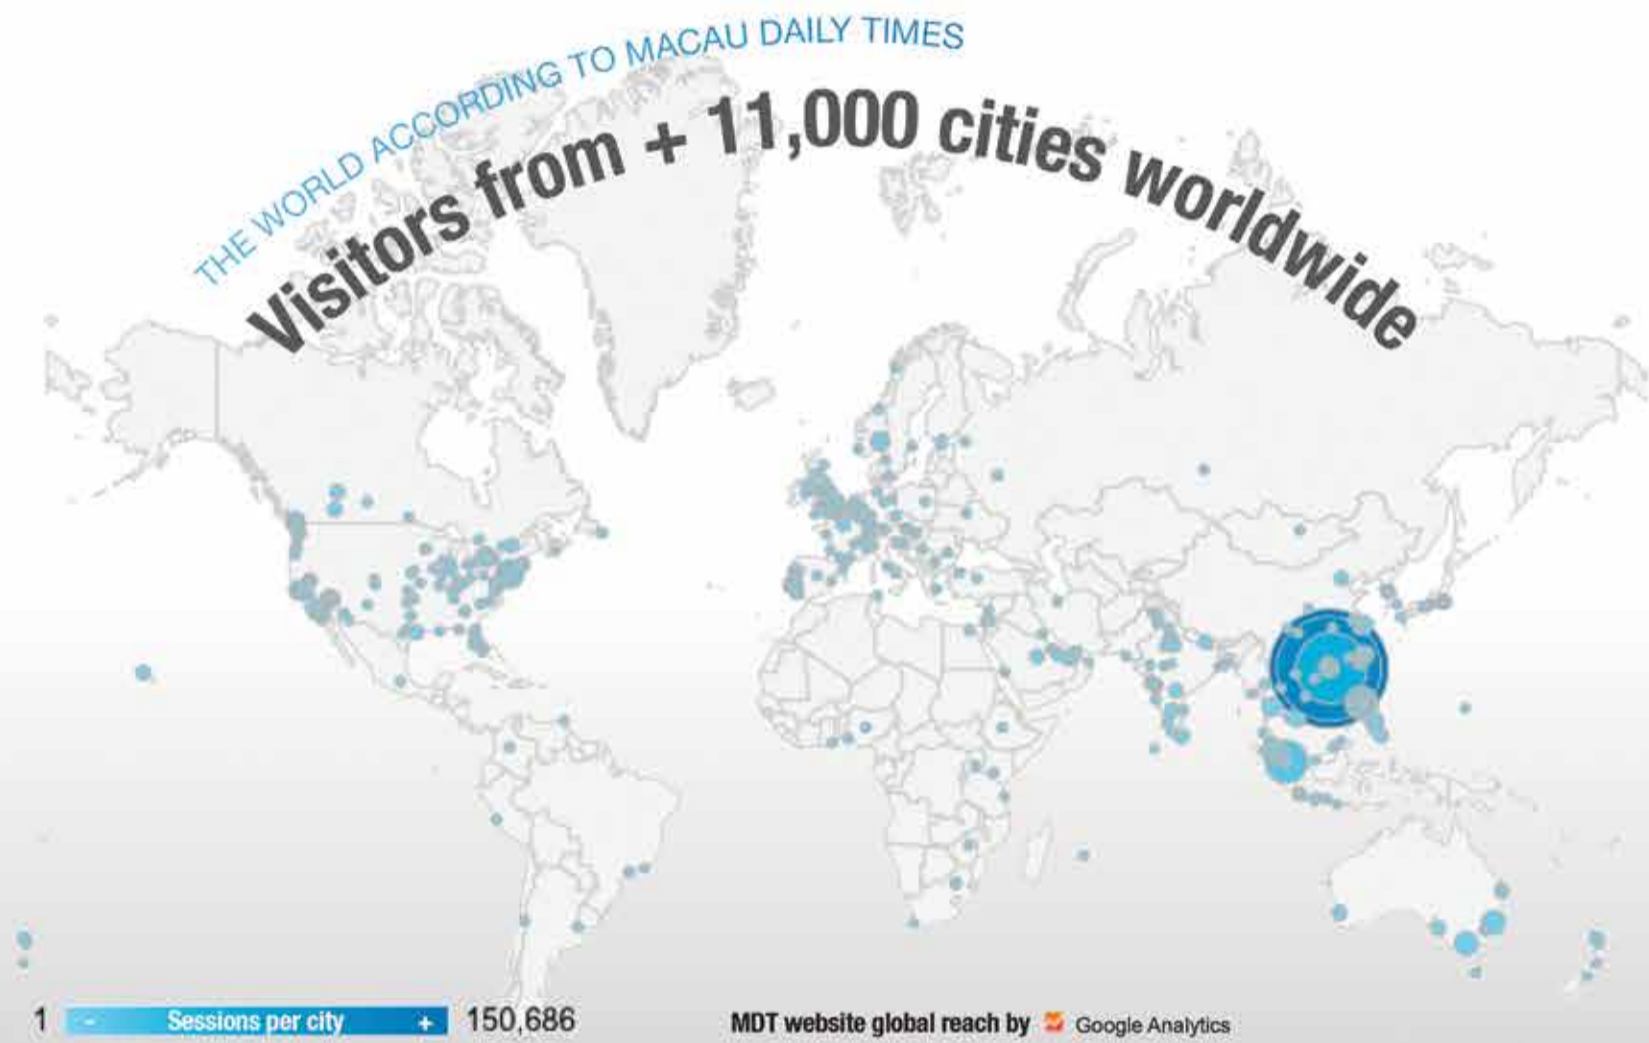 THE WORLD ACCORDING TO MACAU DAILY TIMES
Visitors from + 11,000 cities worldwide
1 - Sessions per city + 150,686
MDT website global reach by Google Analytics